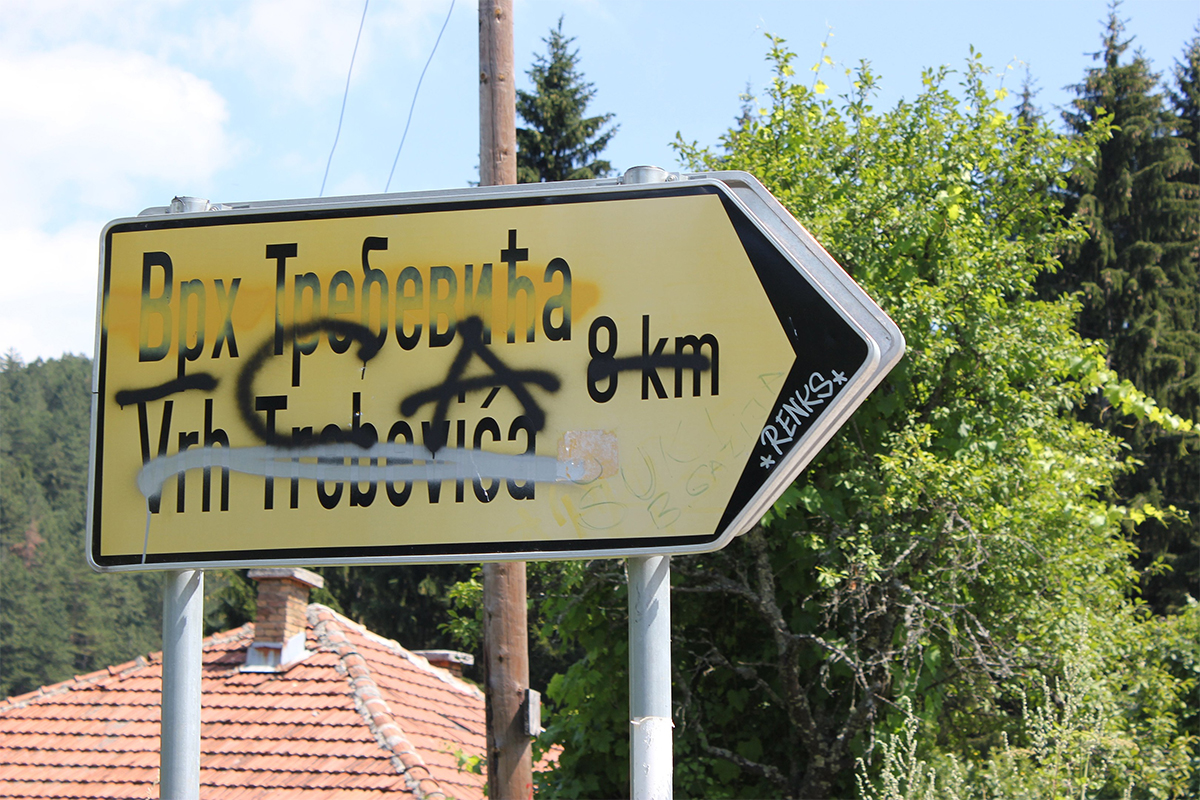 Врх Требевића
Vrh Trebevića
8 km
*RENKS*